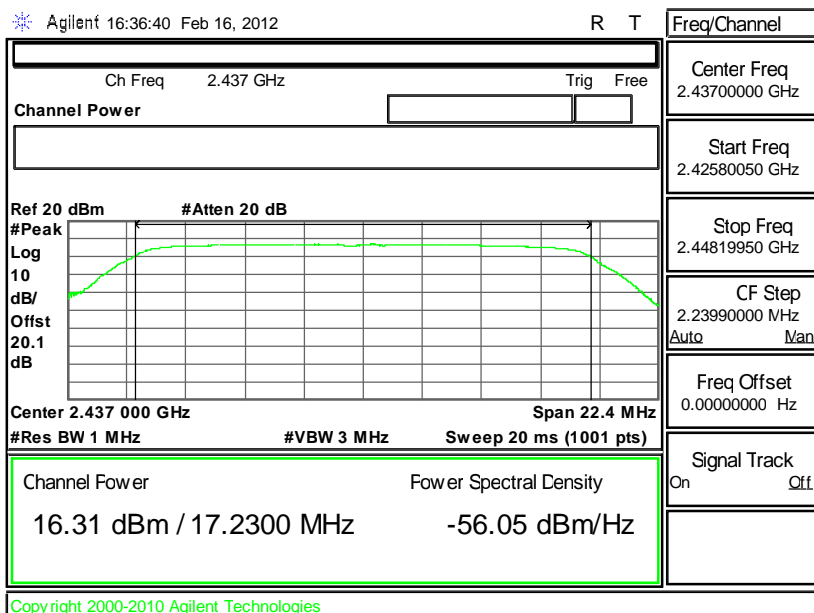 Agilent 16:36:40 Feb 16, 2012 R T
Ch Freq 2.437 GHz Trig Free
Channel Power
Ref 20 dBm #Atten 20 dB
#Peak
Log
10
dB/
Offst
20.1
dB
Center 2.437 000 GHz Span 22.4 MHz
#Res BW 1 MHz #VBW 3 MHz Sweep 20 ms (1001 pts)
Channel Power Fower Spectral Density
16.31 dBm / 17.2300 MHz -56.05 dBm/Hz
Copyright 2000-2010 Agilent Technologies
Freq/Channel
Center Freq
2.43700000 GHz
Start Freq
2.42580050 GHz
Stop Freq
2.44819950 GHz
CF Step
2.23990000 MHz
Auto Man
Freq Offset
0.00000000 Hz
Signal Track
On Off